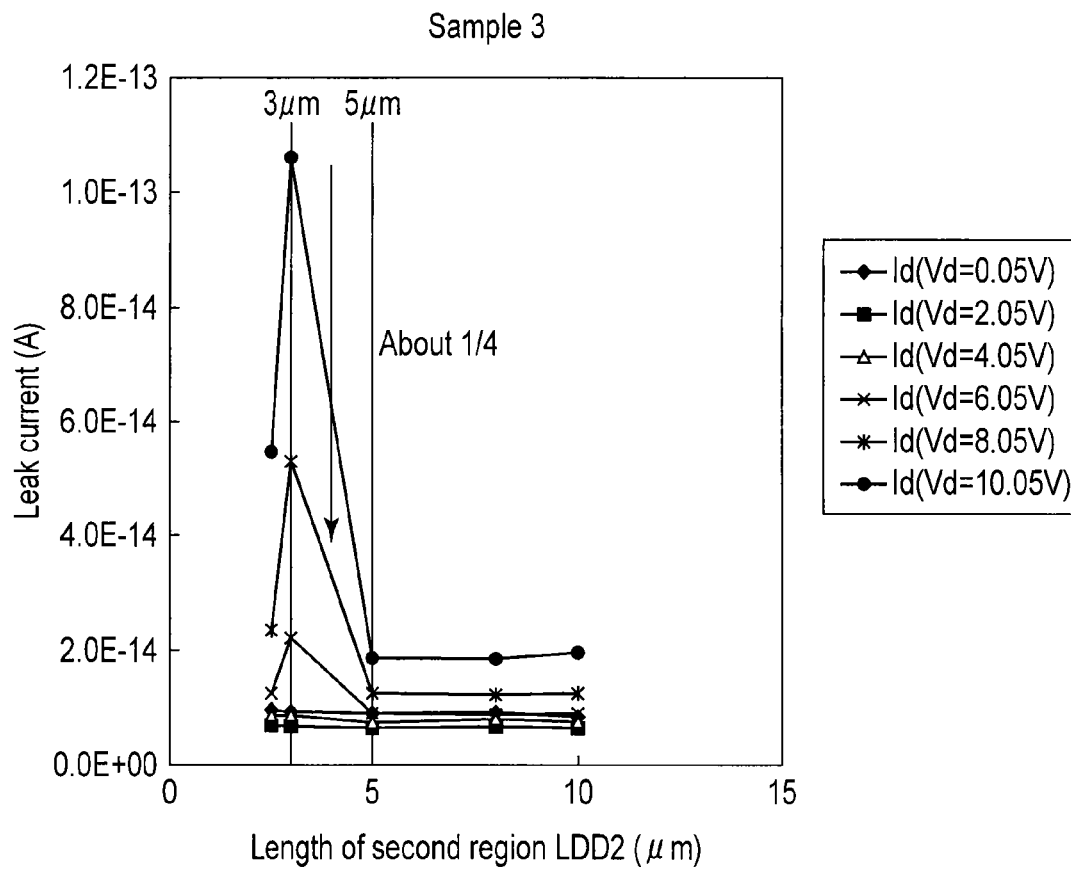 Sample 3
1.2E-13
1.0E-13
8.0E-14
6.0E-14
4.0E-14
2.0E-14
0.0E+00
Leak current (A)
3μm
5μm
About 1/4
0
5
10
15
Length of second region LDD2 (μm)
Id(Vd=0.05V)
Id(Vd=2.05V)
Id(Vd=4.05V)
Id(Vd=6.05V)
Id(Vd=8.05V)
Id(Vd=10.05V)